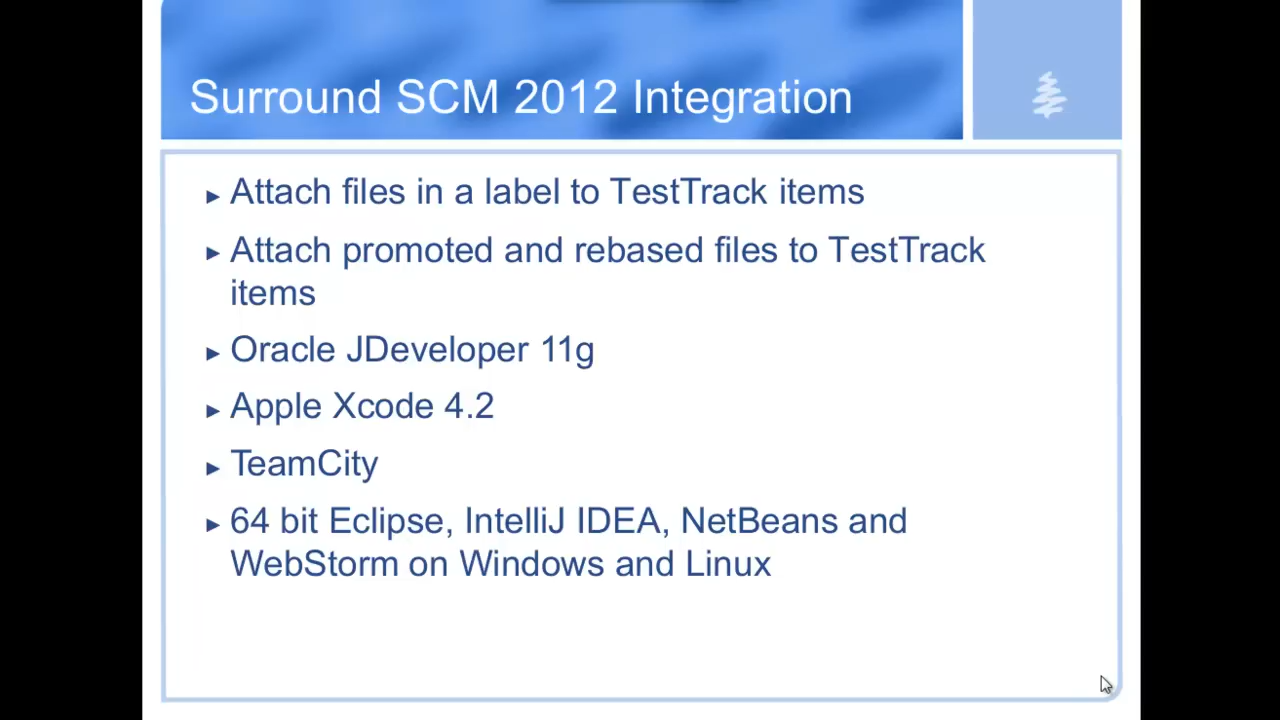 Surround SCM 2012 Integration
► Attach files in a label to TestTrack items
► Attach promoted and rebased files to TestTrack
items
► Oracle JDeveloper 11g
► Apple Xcode 4.2
► TeamCity
► 64 bit Eclipse, IntelliJ IDEA, NetBeans and
WebStorm on Windows and Linux